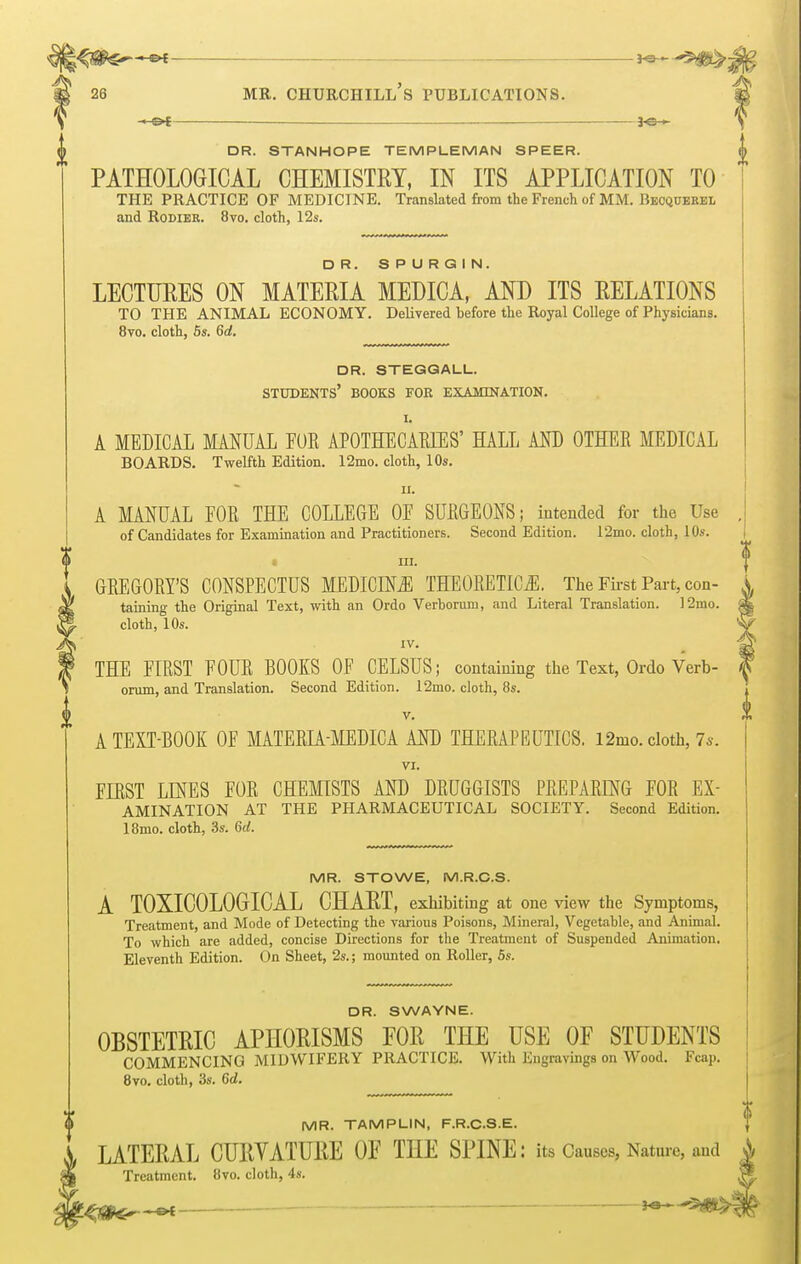 26 MR. CHURCHILL'S PUBLICATIONS.
DR. STANHOPE TEMPLEMAN SPEER.
PATHOLOGICAL CHEMISTRY, IN ITS APPLICATION TO
THE PRACTICE OF MEDICINE. Translated from the French of MM. BECQUEREL
and RODIER. 8vo. cloth, 12s.
DR. SPURGIN.
LECTURES ON MATERIA MEDICA, AND ITS RELATIONS
TO THE ANIMAL ECONOMY. Delivered before the Royal College of Physicians.
8vo. cloth, 5s. 6d.
DR. STEGGALL.
STUDENTS' BOOKS FOR EXAMINATION.
I.
A MEDICAL MANUAL FOR APOTHECARIES' HALL AND OTHER MEDICAL
BOARDS. Twelfth Edition. 12mo. cloth, 10s.
II.
A MANUAL FOR THE COLLEGE OF SURGEONS; intended for the Use
of Candidates for Examination and Practitioners. Second Edition. 12mo. cloth, 10s.
III.
GREGORY'S CONSPECTUS MEDICINÆ THEORETICÆ. The First Part, con-
taining the Original Text, with an Ordo Verborum, and Literal Translation. 12mo.
cloth, 10s.
IV.
THE FIRST FOUR BOOKS OF CELSUS; containing the Text, Ordo Verb-
orum, and Translation. Second Edition. 12mo. cloth, 8s.
V.
A TEXT-BOOK OF MATERIA-MEDICA AND THERAPEUTICS. 12mo. cloth, 7s.
VI.
FIRST LINES FOR CHEMISTS AND DRUGGISTS PREPARING FOR EX-
AMINATION AT THE PHARMACEUTICAL SOCIETY. Second Edition.
18mo. cloth, 3s. 6d.
MR. STOWE, M.R.C.S.
A TOXICOLOGICAL CHART, exhibiting at one view the Symptoms,
Treatment, and Mode of Detecting the various Poisons, Mineral, Vegetable, and Animal.
To which are added, concise Directions for the Treatment of Suspended Animation.
Eleventh Edition. On Sheet, 2s.; mounted on Roller, 5s.
DR. SWAYNE.
OBSTETRIC APHORISMS FOR THE USE OF STUDENTS
COMMENCING MIDWIFERY PRACTICE. With Engravings on Wood. Fcap.
8vo. cloth, 3s. 6d.
MR. TAMPLIN, F.R.C.S.E.
LATERAL CURVATURE OF THE SPINE: its Causes, Nature, and
Treatment. 8vo. cloth, 4s.